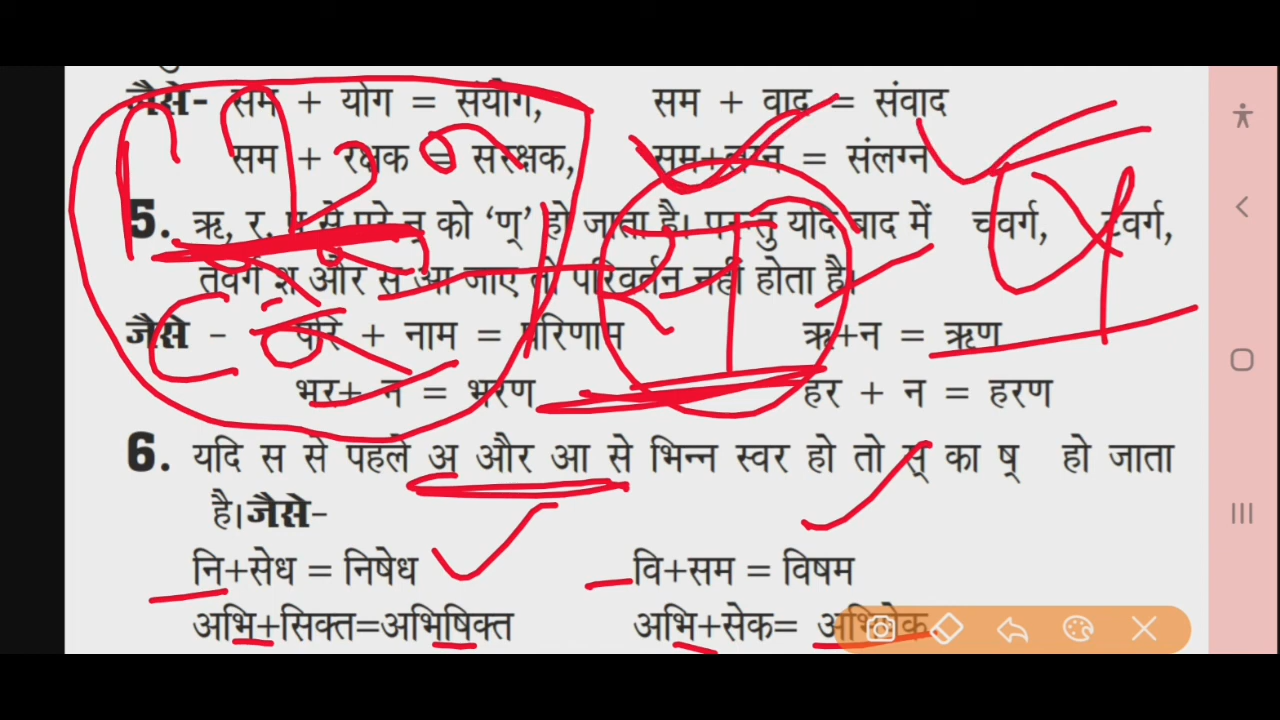 जैसे- सम + योग = संयोग, सम + वाद = संवाद
सम + रक्षक = संरक्षक, सम+लग्न = संलग्न
5. ऋ, र, ष से परे न् को ‘ण्’ हो जाता है। परन्तु यदि बाद में चवर्ग, टवर्ग,
तवर्ग श और स आ जाए तो परिवर्तन नहीं होता है।
जैसे - परि + नाम = परिणाम ऋ+न = ऋण
भर+ न = भरण हर + न = हरण
6. यदि स से पहले अ और आ से भिन्न स्वर हो तो स् का ष् हो जाता
है। जैसे-
नि+सेध = निषेध वि+सम = विषम
अभि+सिक्त=अभिषिक्त अभि+सेक= अभिषेक